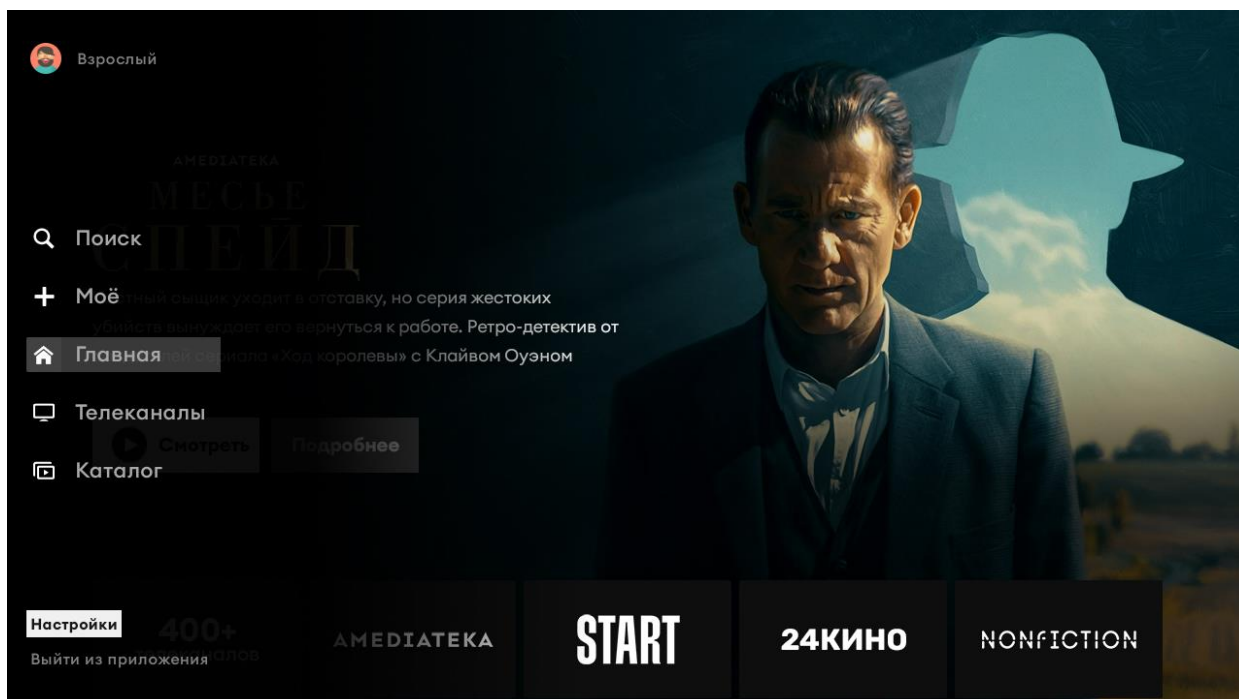 Взрослый
AMEDIATEKA
МЕСЬЕ
СПЕЙД
Поиск
Моё
тный сыщик уходит в отставку, но серия жестоких
убийств вынуждает его вернуться к работе. Ретро-детектив от
Главная
лей сериала «Ход королевы» с Клайвом Оуэном
Телеканалы
Смотреть
Подробнее
Каталог
Настройки
Выйти из приложения
400+
телеканалов
AMEDIATEKA
START
24КИНО
NONFICTION